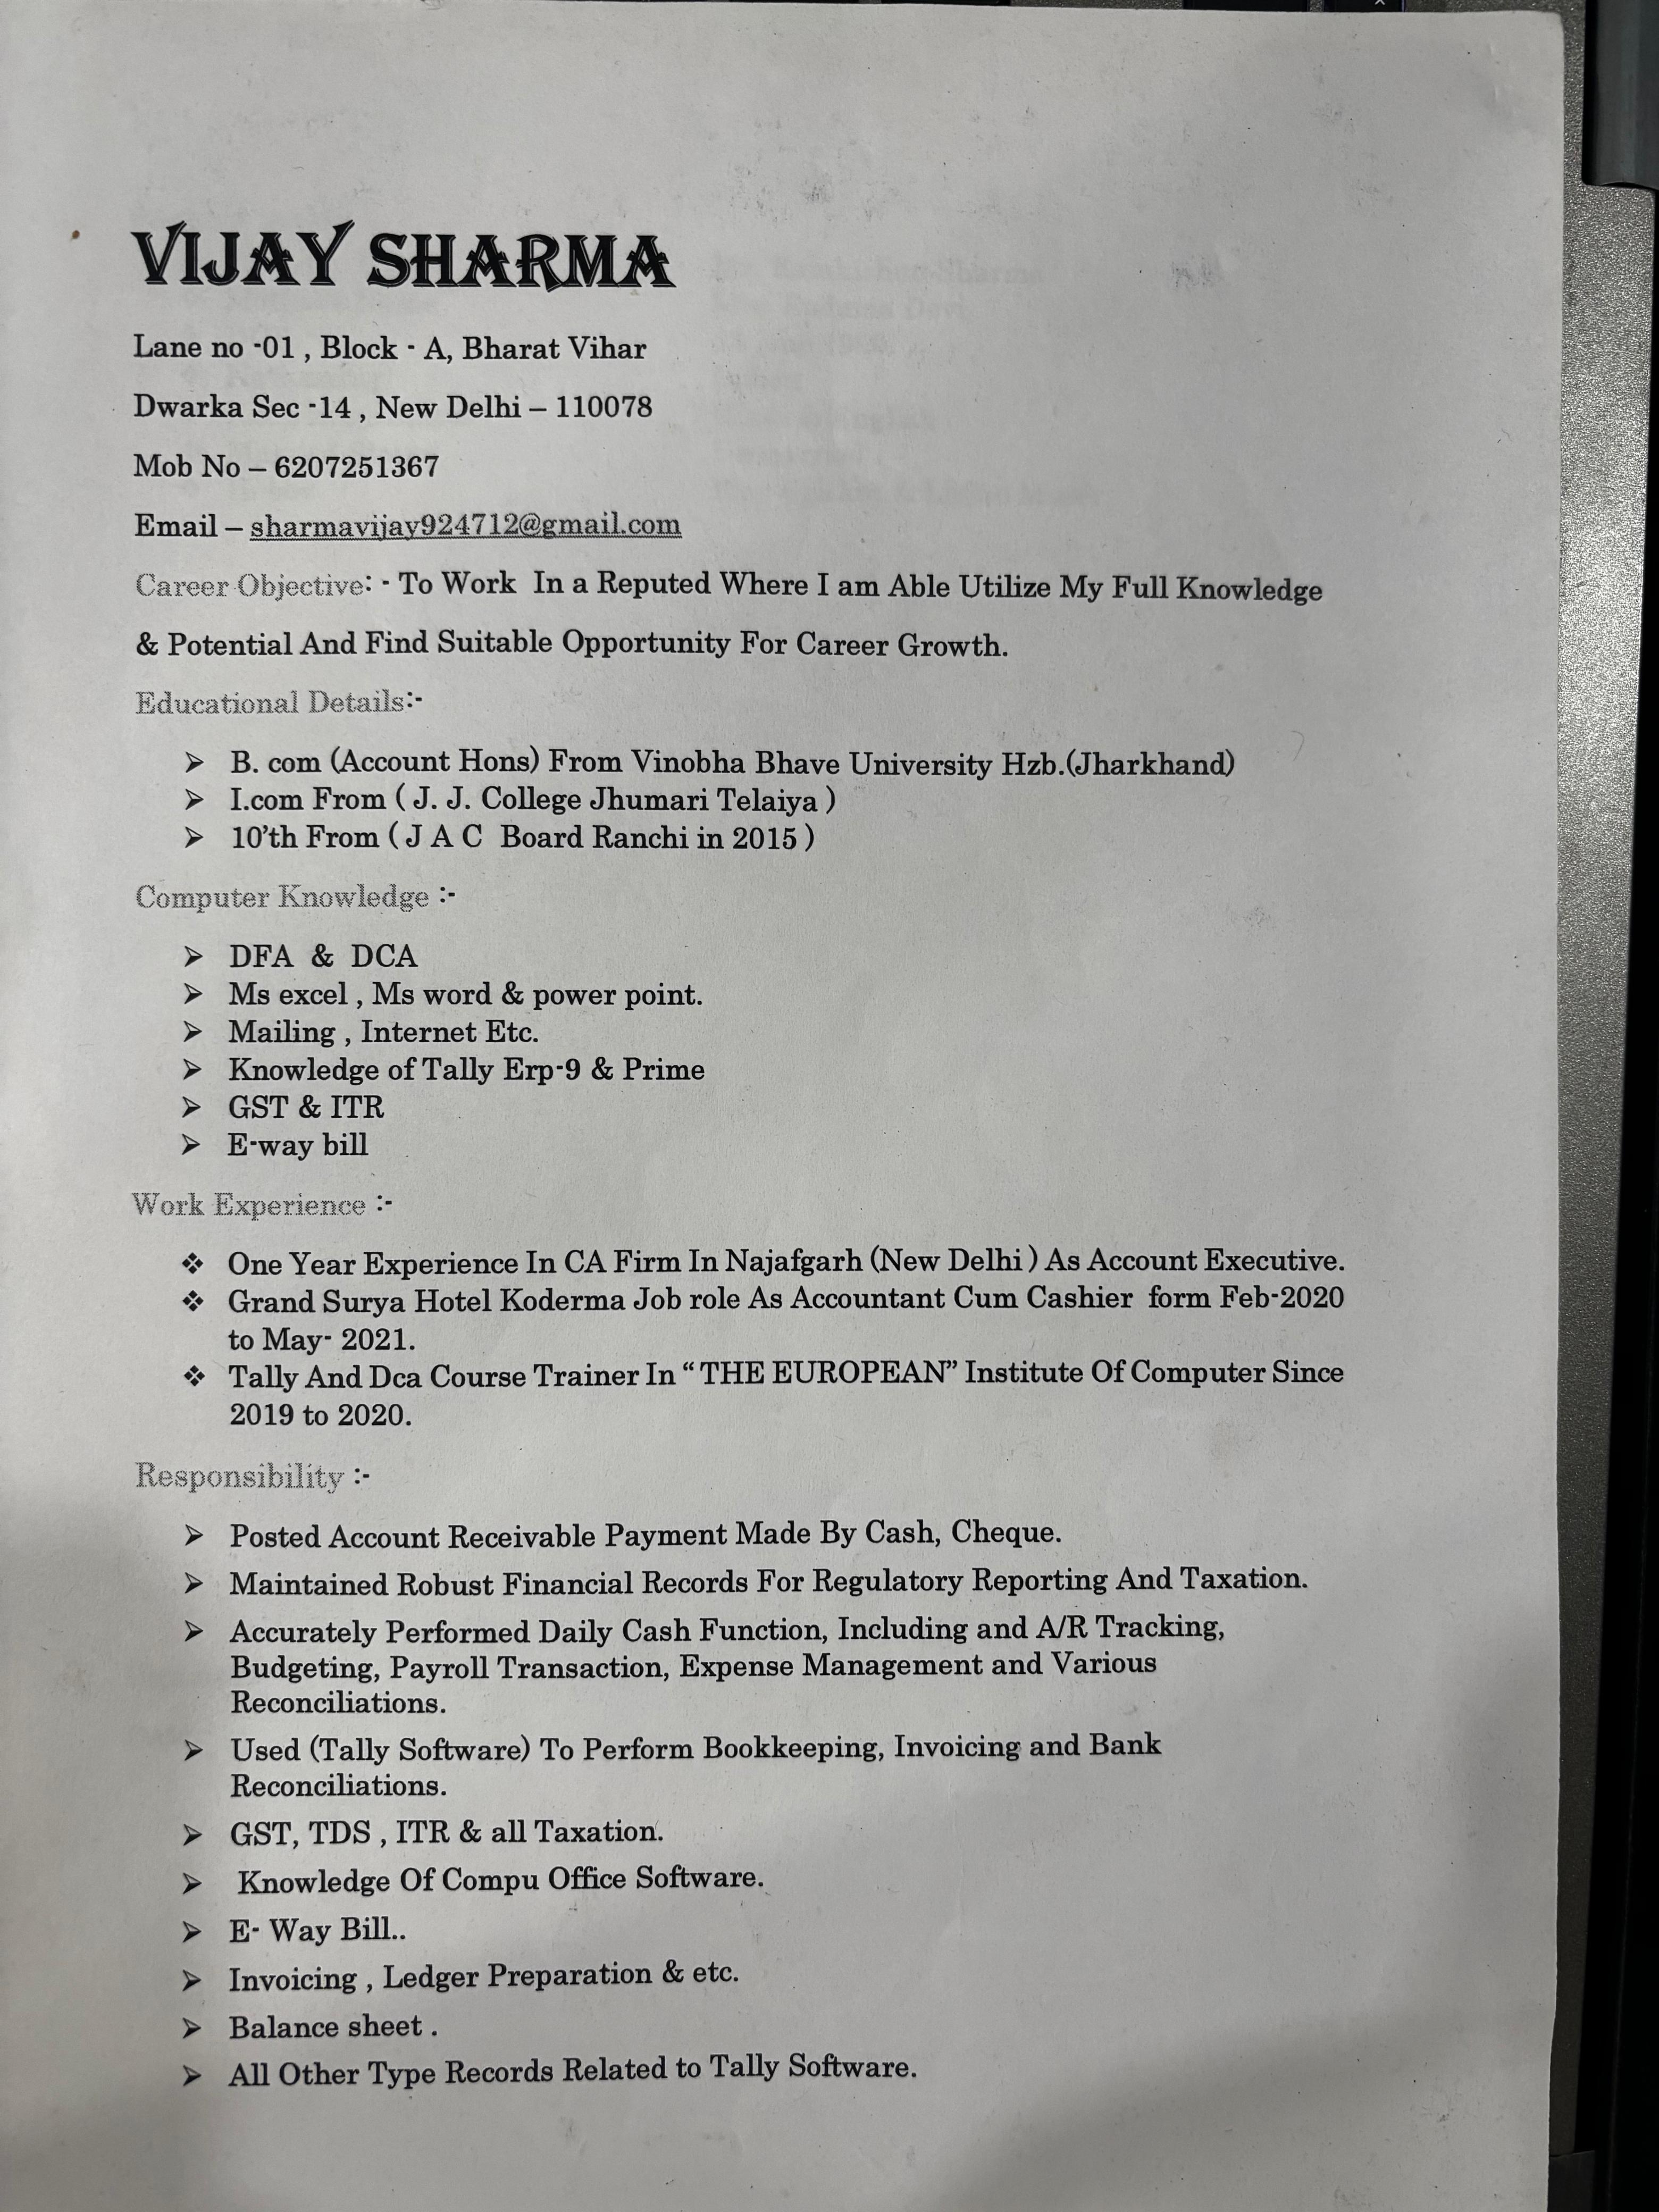 VIJAY SHARMA
Lane no -01 , Block - A, Bharat Vihar
Dwarka Sec -14 , New Delhi – 110078
Mob No – 6207251367
Email – sharmavijay924712@gmail.com
Career Objective: - To Work In a Reputed Where I am Able Utilize My Full Knowledge
& Potential And Find Suitable Opportunity For Career Growth.
Educational Details:-
➢ B. com (Account Hons) From Vinobha Bhave University Hzb.(Jharkhand)
➢ I.com From ( J. J. College Jhumari Telaiya )
➢ 10’th From ( J A C Board Ranchi in 2015 )
Computer Knowledge :-
➢ DFA & DCA
➢ Ms excel , Ms word & power point.
➢ Mailing , Internet Etc.
➢ Knowledge of Tally Erp-9 & Prime
➢ GST & ITR
➢ E-way bill
Work Experience :-
❖ One Year Experience In CA Firm In Najafgarh (New Delhi ) As Account Executive.
❖ Grand Surya Hotel Koderma Job role As Accountant Cum Cashier form Feb-2020
to May- 2021.
❖ Tally And Dca Course Trainer In “ THE EUROPEAN” Institute Of Computer Since
2019 to 2020.
Responsibility :-
➢ Posted Account Receivable Payment Made By Cash, Cheque.
➢ Maintained Robust Financial Records For Regulatory Reporting And Taxation.
➢ Accurately Performed Daily Cash Function, Including and A/R Tracking,
Budgeting, Payroll Transaction, Expense Management and Various
Reconciliations.
➢ Used (Tally Software) To Perform Bookkeeping, Invoicing and Bank
Reconciliations.
➢ GST, TDS , ITR & all Taxation.
➢ Knowledge Of Compu Office Software.
➢ E- Way Bill..
➢ Invoicing , Ledger Preparation & etc.
➢ Balance sheet .
➢ All Other Type Records Related to Tally Software.